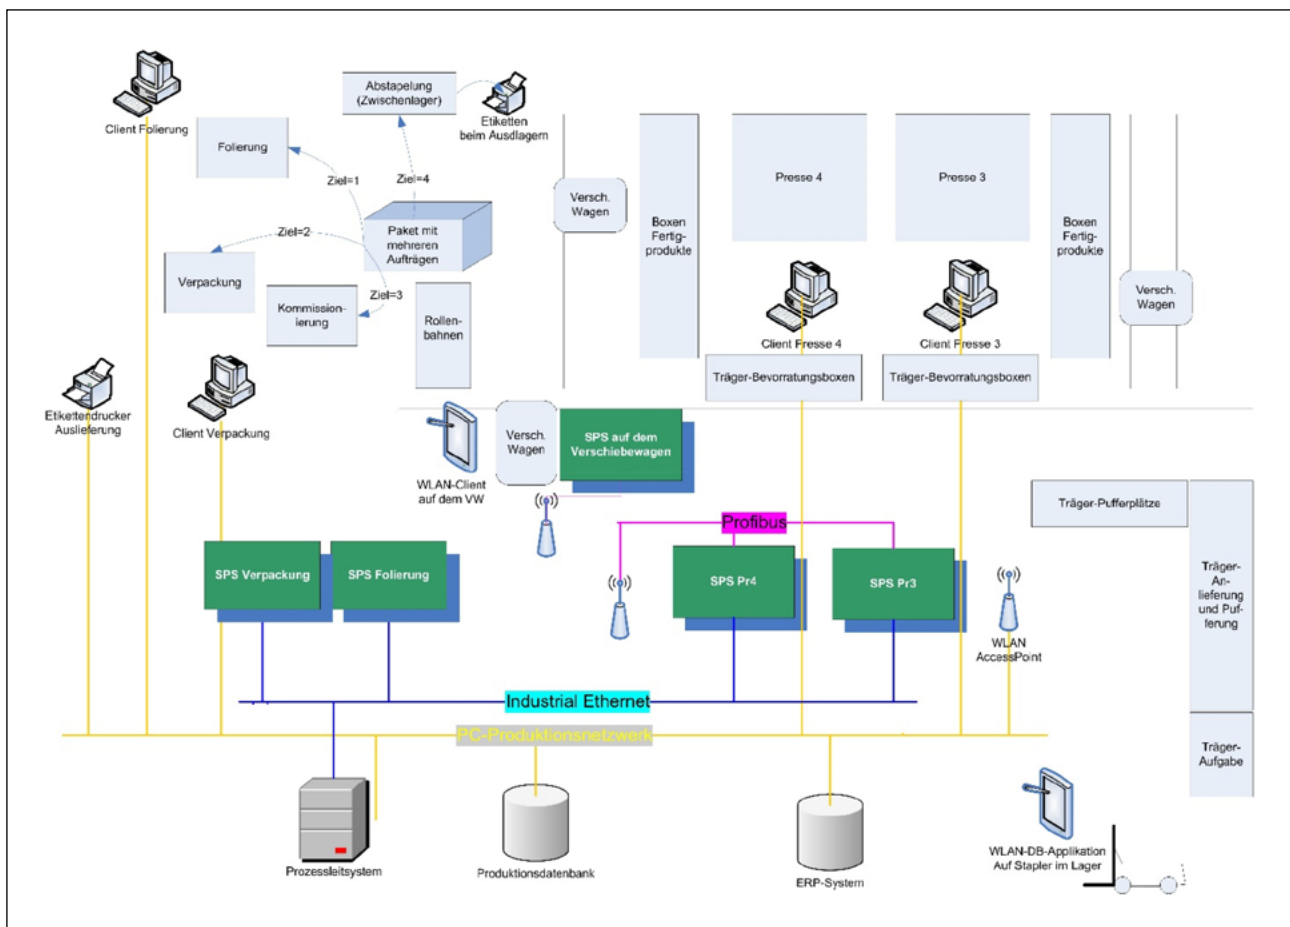 Client Folierung
Abstapelung
(Zwischenlager)
Etiketten
beim Ausdlagern
Folierung
Ziel=1
Ziel=4
Ziel=2
Paket mit
mehreren
Aufträgen
Verpackung
Kommission-
ierung
Ziel=3
Rollen-
bahnen
Versch.
Wagen
Boxen
Fertig-
produkte
Presse 4
Presse 3
Boxen
Fertig-
produkte
Versch.
Wagen
Client Presse 4
Client Presse 3
Träger-Bevorratungsboxen
Träger-Bevorratungsboxen
Etikettendrucker
Auslieferung
Client Verpackung
WLAN-Client
auf dem VW
Versch.
Wagen
SPS auf dem
Verschiebewagen
Träger-Pufferplätze
Profibus
SPS Verpackung
SPS Folierung
SPS Pr4
SPS Pr3
WLAN
AccessPoint
Träger-
An-
lieferung
und Puf-
ferung
Industrial Ethernet
PC-Produktionsnetzwerk
Träger-
Aufgabe
Prozessleitsystem
Produktionsdatenbank
ERP-System
WLAN-DB-Applikation
Auf Stapler im Lager